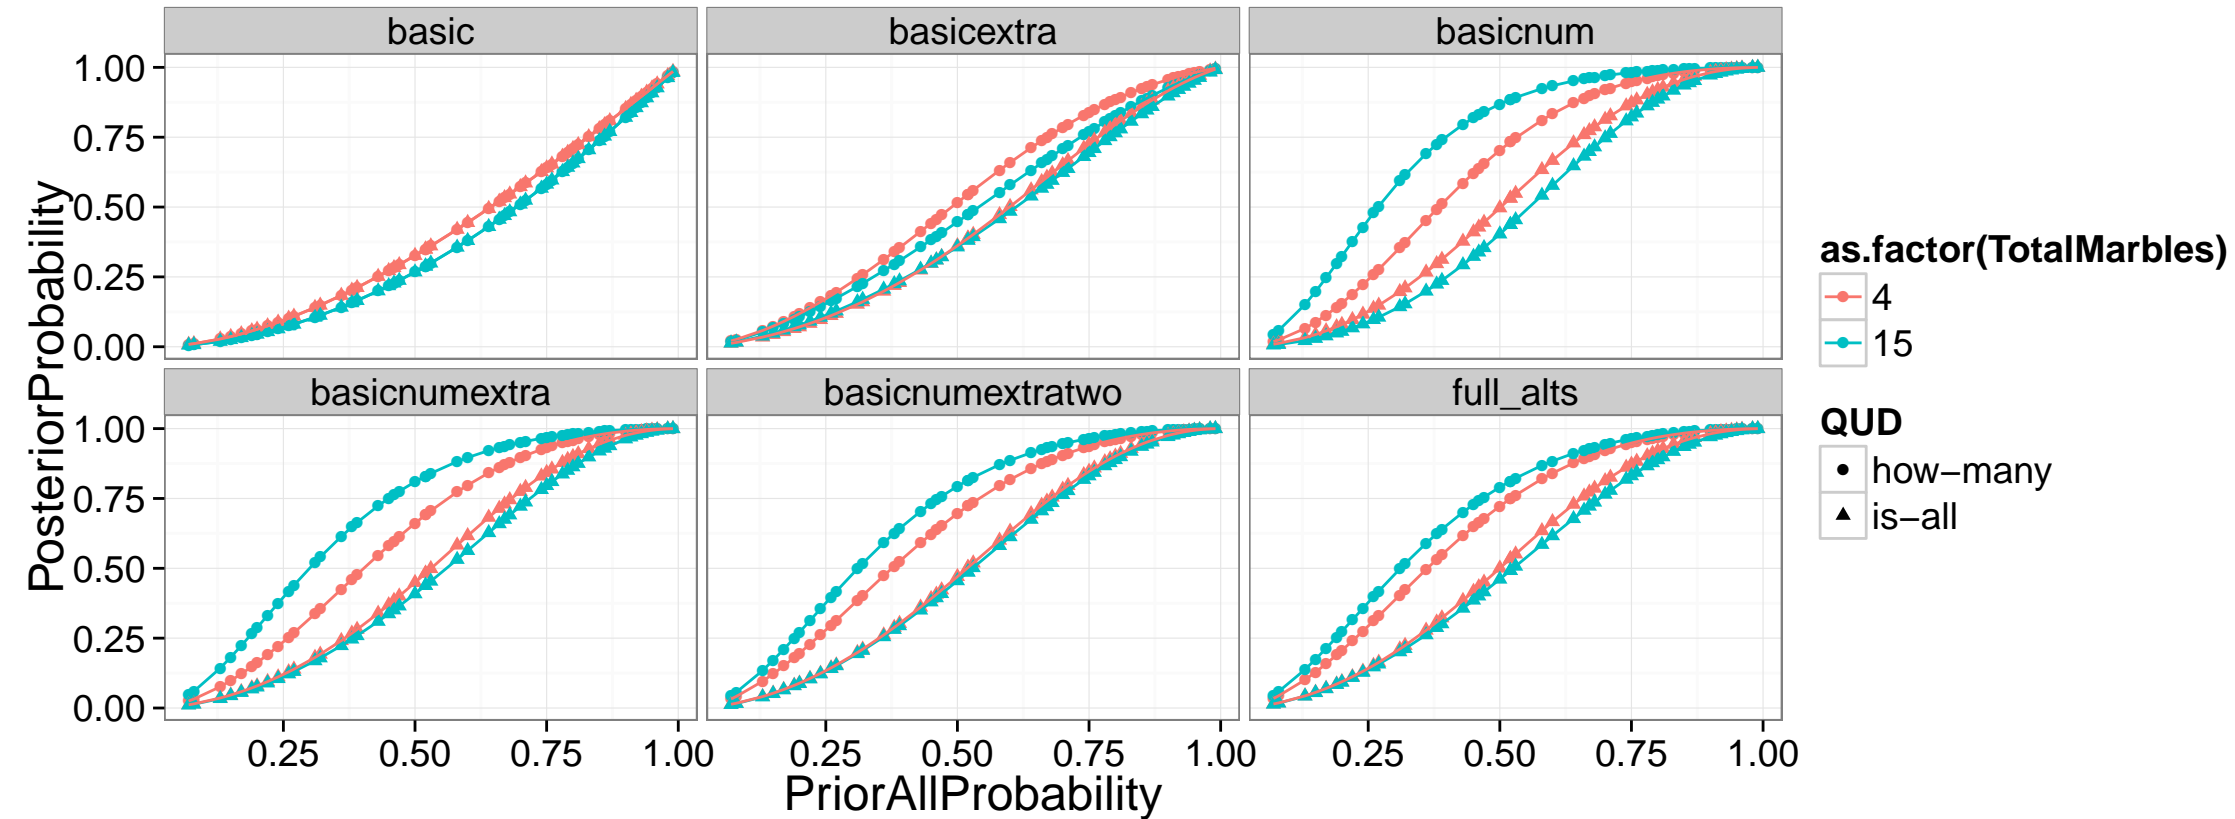 basic basicextra basicnum
1.00
0.75
0.50
0.25
0.00
basicnumextra basicnumextratwo full_alts
1.00
0.75
0.50
0.25
0.00
0.25 0.50 0.75 1.00 0.25 0.50 0.75 1.00 0.25 0.50 0.75 1.00
PriorAllProbability
PosteriorProbability
as.factor(TotalMarbles)
4
15
QUD
how−many
is−all